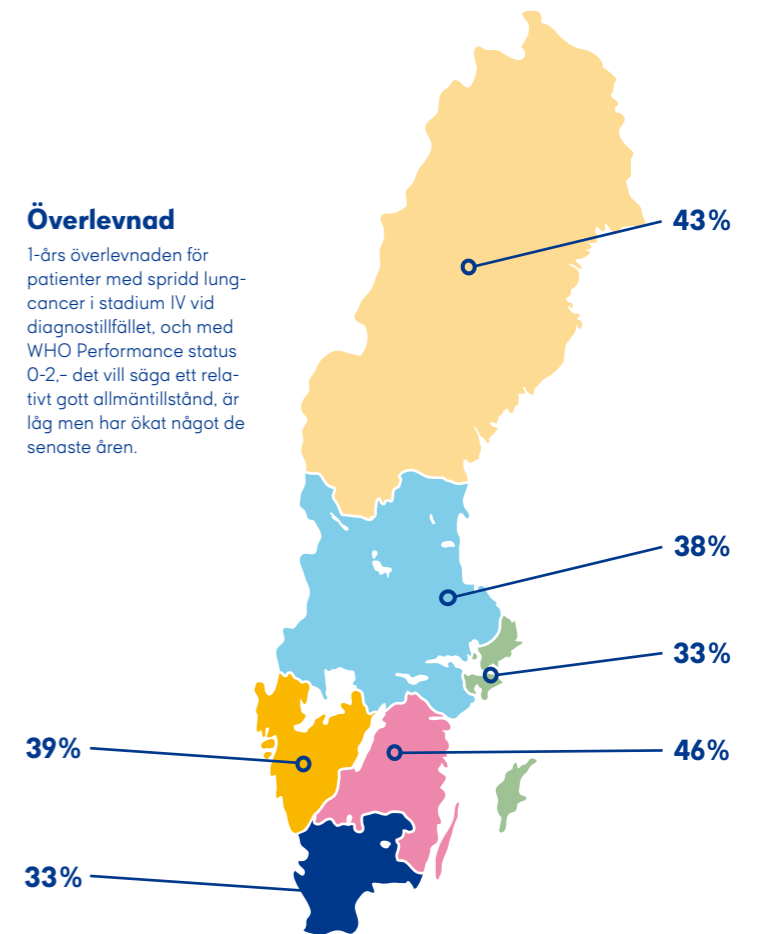 Överlevnad
1-års överlevnaden för
patienter med spridd lung-
cancer i stadium IV vid
diagnostillfället, och med
WHO Performance status
0-2,- det vill säga ett rela-
tivt gott allmäntillstånd, är
låg men har ökat något de
senaste åren.
43%
38%
33%
39%
46%
33%